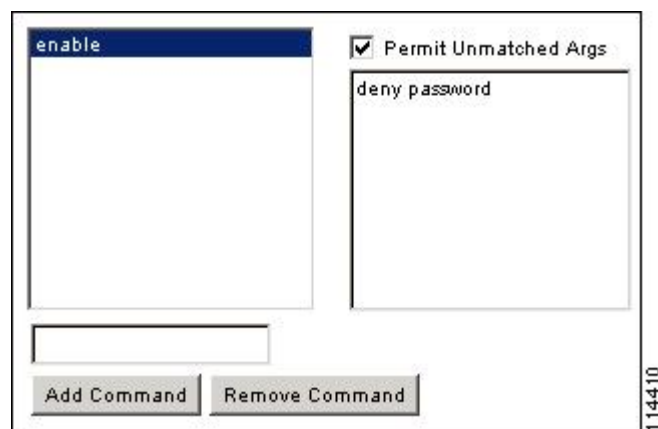 enable
Permit Unmatched Args
deny password
Add Command
Remove Command
114410